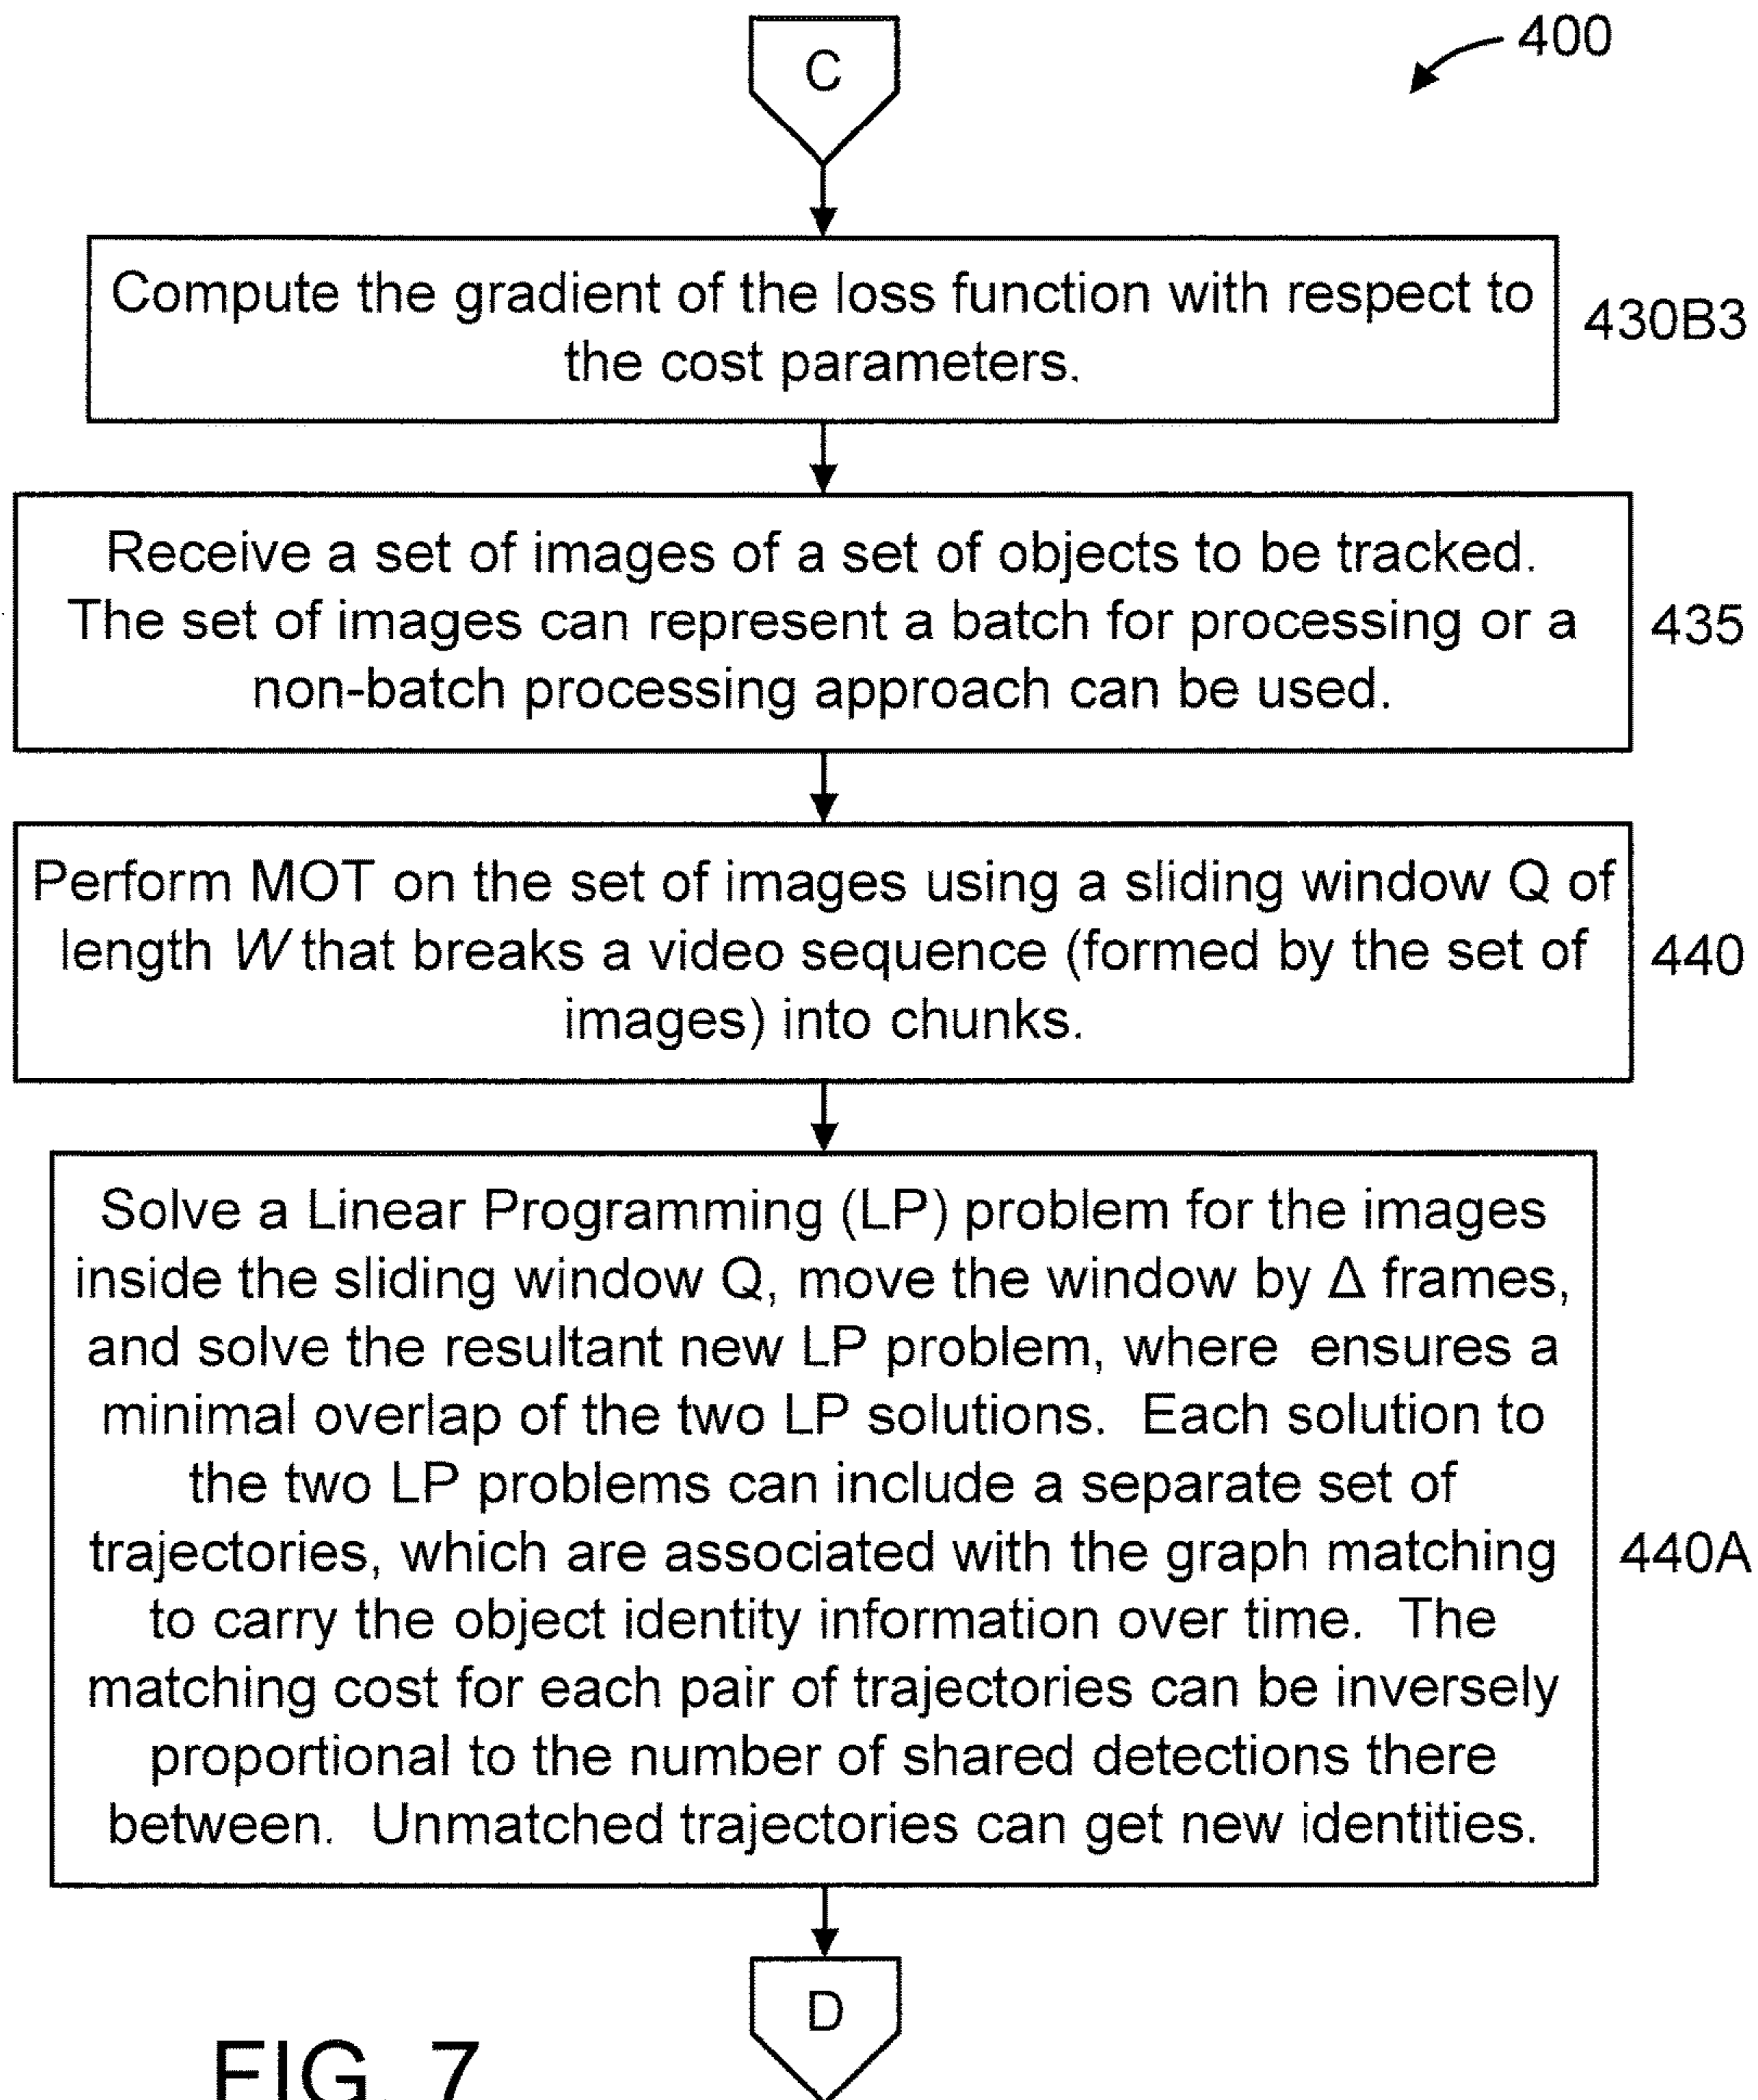 C
400
Compute the gradient of the loss function with respect to
the cost parameters.
430B3
Receive a set of images of a set of objects to be tracked.
The set of images can represent a batch for processing or a
non-batch processing approach can be used.
435
Perform MOT on the set of images using a sliding window Q of
length W that breaks a video sequence (formed by the set of
images) into chunks.
440
Solve a Linear Programming (LP) problem for the images
inside the sliding window Q, move the window by Δ frames,
and solve the resultant new LP problem, where ensures a
minimal overlap of the two LP solutions. Each solution to
the two LP problems can include a separate set of
trajectories, which are associated with the graph matching
to carry the object identity information over time. The
matching cost for each pair of trajectories can be inversely
proportional to the number of shared detections there
between. Unmatched trajectories can get new identities.
440A
D
FIG. 7